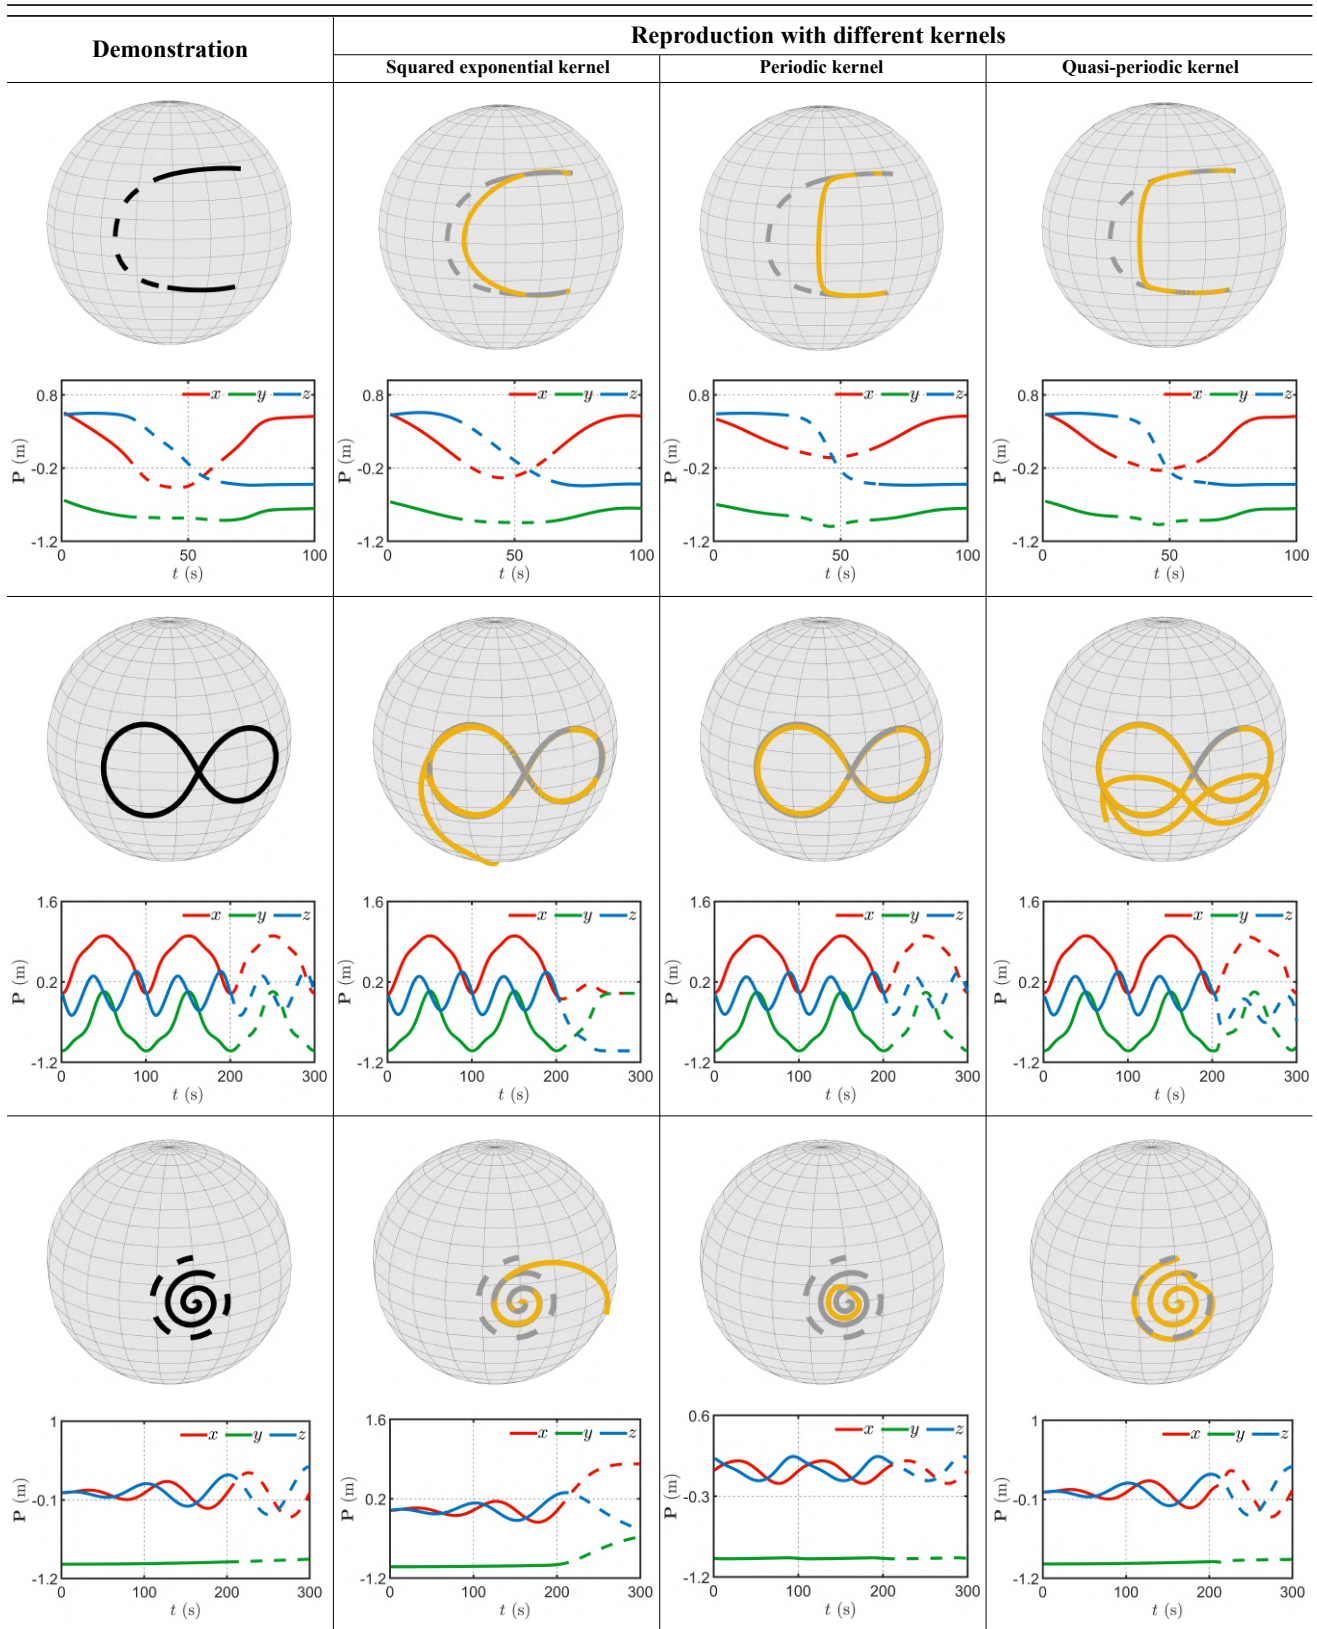 Demonstration
Reproduction with different kernels
Squared exponential kernel
Periodic kernel
Quasi-periodic kernel
0.8
-0.2
-1.2
P (m)
x y z
0 50 100
t (s)
0.8
-0.2
-1.2
P (m)
x y z
0 50 100
t (s)
0.8
-0.2
-1.2
P (m)
x y z
0 50 100
t (s)
0.8
-0.2
-1.2
P (m)
x y z
0 50 100
t (s)
1.6
0.2
-1.2
P (m)
x y z
0 100 200 300
t (s)
1.6
0.2
-1.2
P (m)
x y z
0 100 200 300
t (s)
1.6
0.2
-1.2
P (m)
x y z
0 100 200 300
t (s)
1.6
0.2
-1.2
P (m)
x y z
0 100 200 300
t (s)
1
-0.1
-1.2
P (m)
x y z
0 100 200 300
t (s)
1.6
0.2
-1.2
P (m)
x y z
0 100 200 300
t (s)
0.6
-0.3
-1.2
P (m)
x y z
0 100 200 300
t (s)
1
-0.1
-1.2
P (m)
x y z
0 100 200 300
t (s)